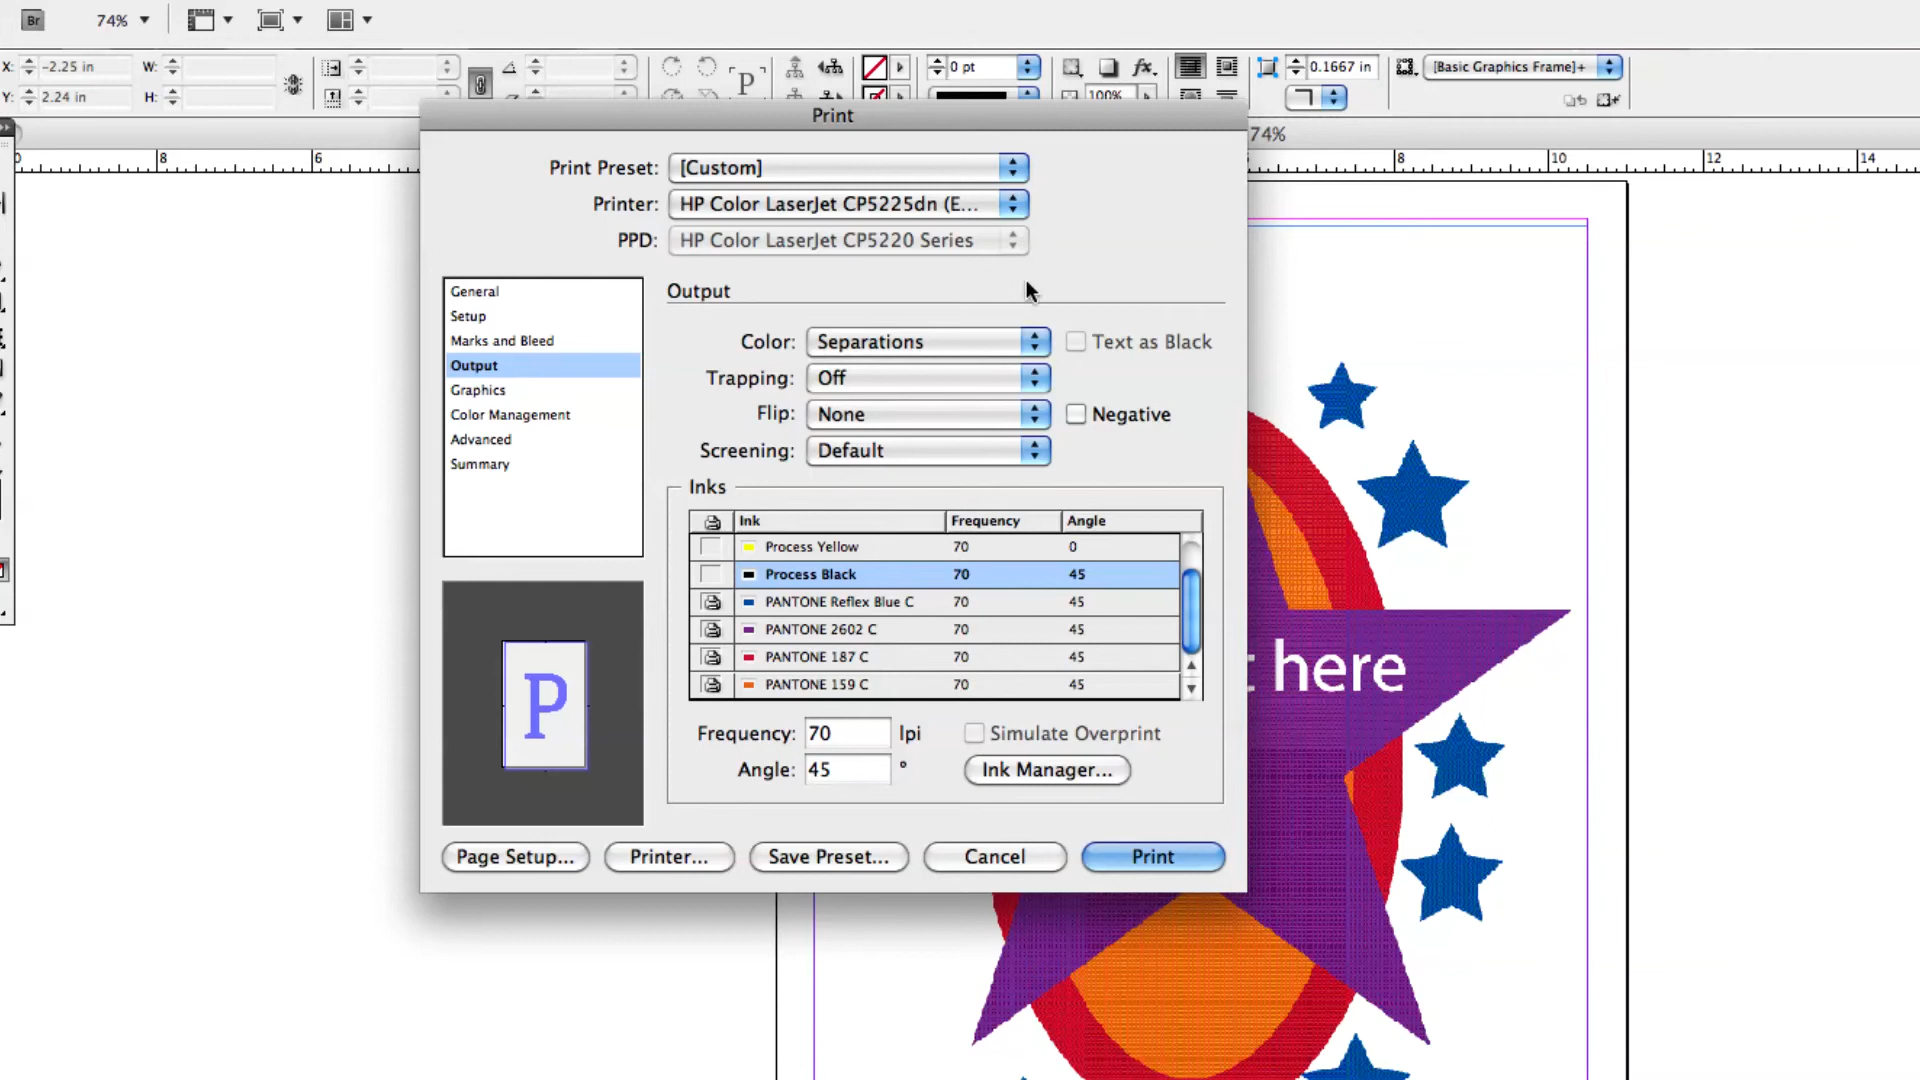 Br 74%
X: -2.25 in W: 0 pt fx. 0.1667 in [Basic Graphics Frame]+
Y: 2.24 in H: 100%
Print
74%
8 6 8 10 12 14
Print Preset: [Custom]
Printer: HP Color LaserJet CP5225dn (E...
PPD: HP Color LaserJet CP5220 Series
General
Setup
Marks and Bleed
Output
Graphics
Color Management
Advanced
Summary
Output
Color: Separations Text as Black
Trapping: Off
Flip: None Negative
Screening: Default
Inks
Ink Frequency Angle
Process Yellow 70 0
Process Black 70 45
PANTONE Reflex Blue C 70 45
PANTONE 2602 C 70 45
PANTONE 187 C 70 45
PANTONE 159 C 70 45
P
Frequency: 70 lpi Simulate Overprint
Angle: 45 ° Ink Manager...
Page Setup... Printer... Save Preset... Cancel Print
here